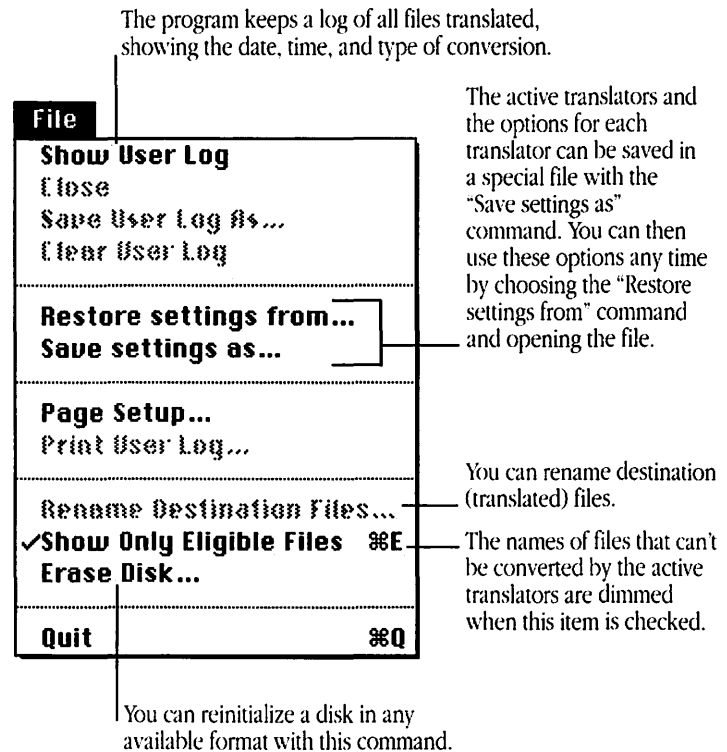 The program keeps a log of all files translated,
showing the date, time, and type of conversion.
File
Show User Log
Close
Save User Log As...
Clear User Log
Restore settings from...
Save settings as...
Page Setup...
Print User Log...
Rename Destination Files...
✓Show Only Eligible Files ⌘E
Erase Disk...
Quit ⌘Q
The active translators and
the options for each
translator can be saved in
a special file with the
“Save settings as”
command. You can then
use these options any time
by choosing the “Restore
settings from” command
and opening the file.
You can rename destination
(translated) files.
The names of files that can't
be converted by the active
translators are dimmed
when this item is checked.
You can reinitialize a disk in any
available format with this command.